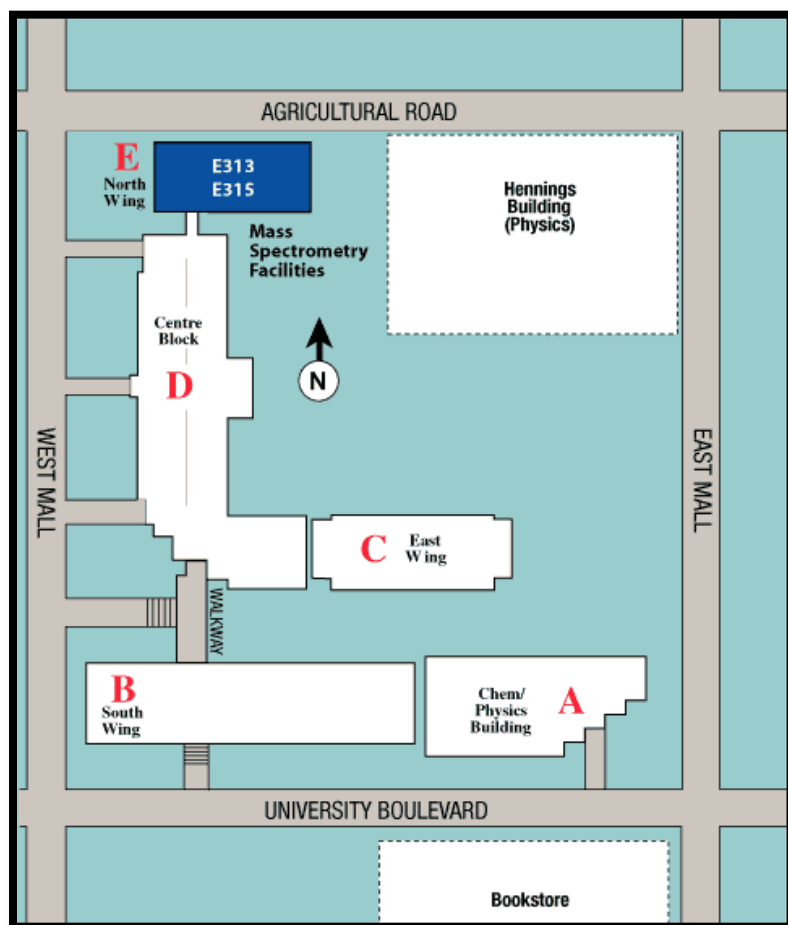 AGRICULTURAL ROAD
E
North
Wing
E313
E315
Mass
Spectrometry
Facilities
Hennings
Building
(Physics)
Centre
Block
D
N
WEST MALL
EAST MALL
C
East
Wing
WALKWAY
B
South
Wing
Chem/
Physics
Building
A
UNIVERSITY BOULEVARD
Bookstore